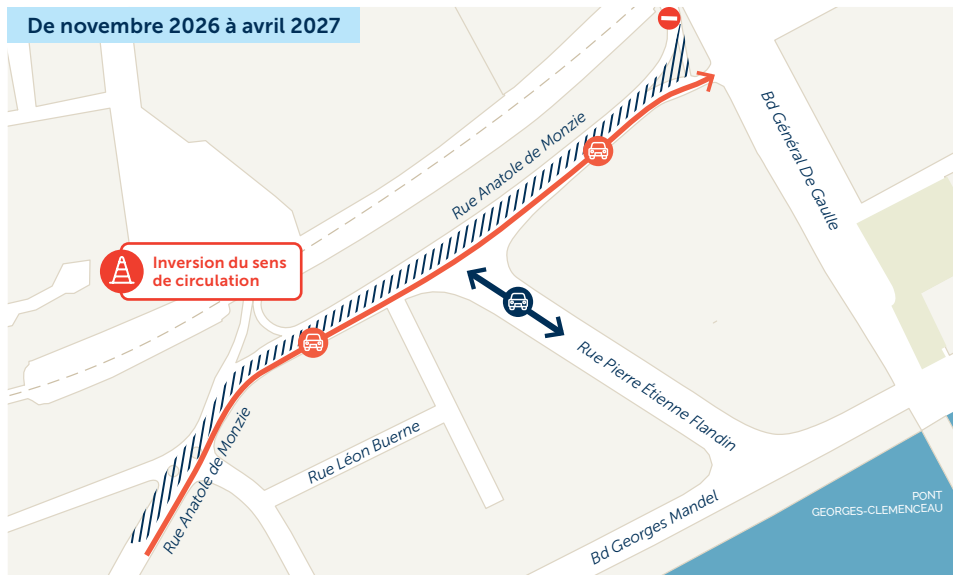 De novembre 2026 à avril 2027
Rue Anatole de Monzie
Bd Général De Gaulle
Inversion du sens
de circulation
Rue Pierre Étienne Flandin
Rue Anatole de Monzie
Rue Léon Buerne
Bd Georges Mandel
PONT
GEORGES-CLEMENCEAU